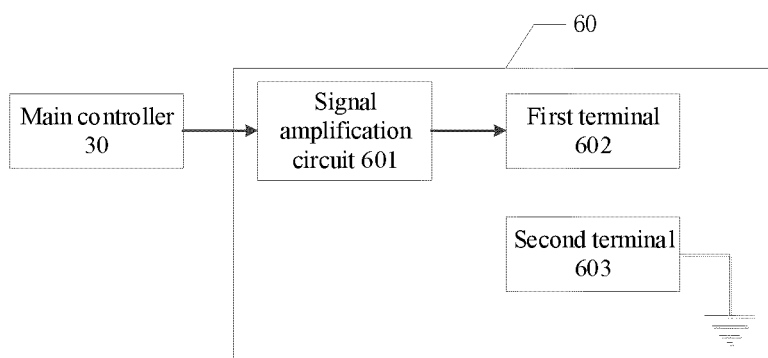 60
Main controller
30
Signal
amplification
circuit 601
First terminal
602
Second terminal
603